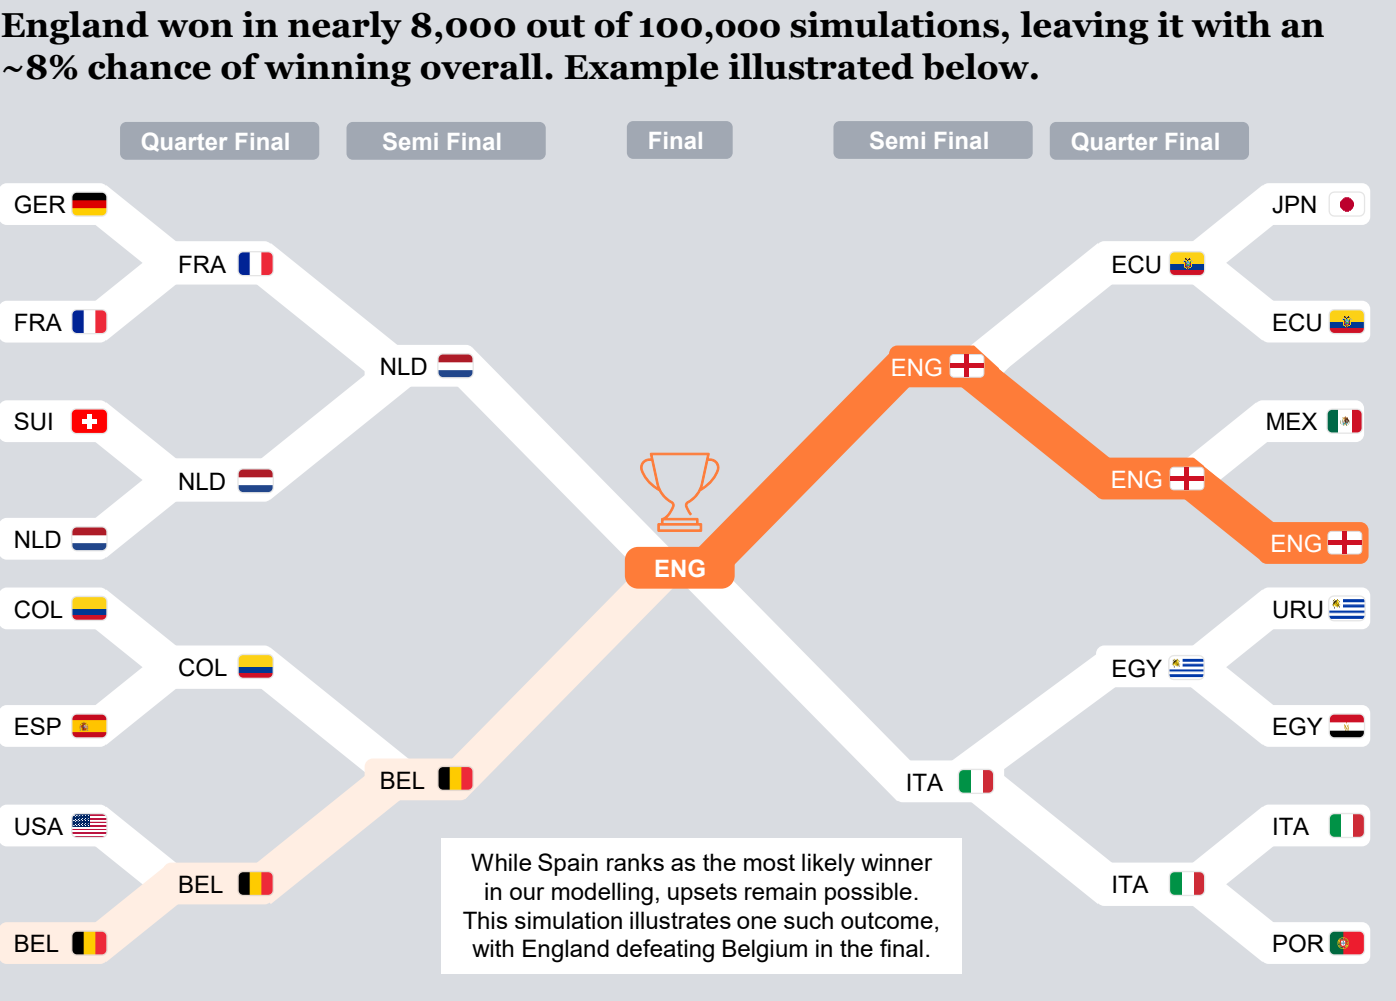 England won in nearly 8,000 out of 100,000 simulations, leaving it with an
~8% chance of winning overall. Example illustrated below.
Quarter Final
Semi Final
Final
Semi Final
Quarter Final
GER
FRA
FRA
SUI
NLD
NLD
NLD
COL
COL
ESP
BEL
USA
BEL
BEL
ENG
JPN
ECU
ECU
ENG
MEX
ENG
ENG
URU
EGY
EGY
ITA
ITA
ITA
POR
While Spain ranks as the most likely winner
in our modelling, upsets remain possible.
This simulation illustrates one such outcome,
with England defeating Belgium in the final.